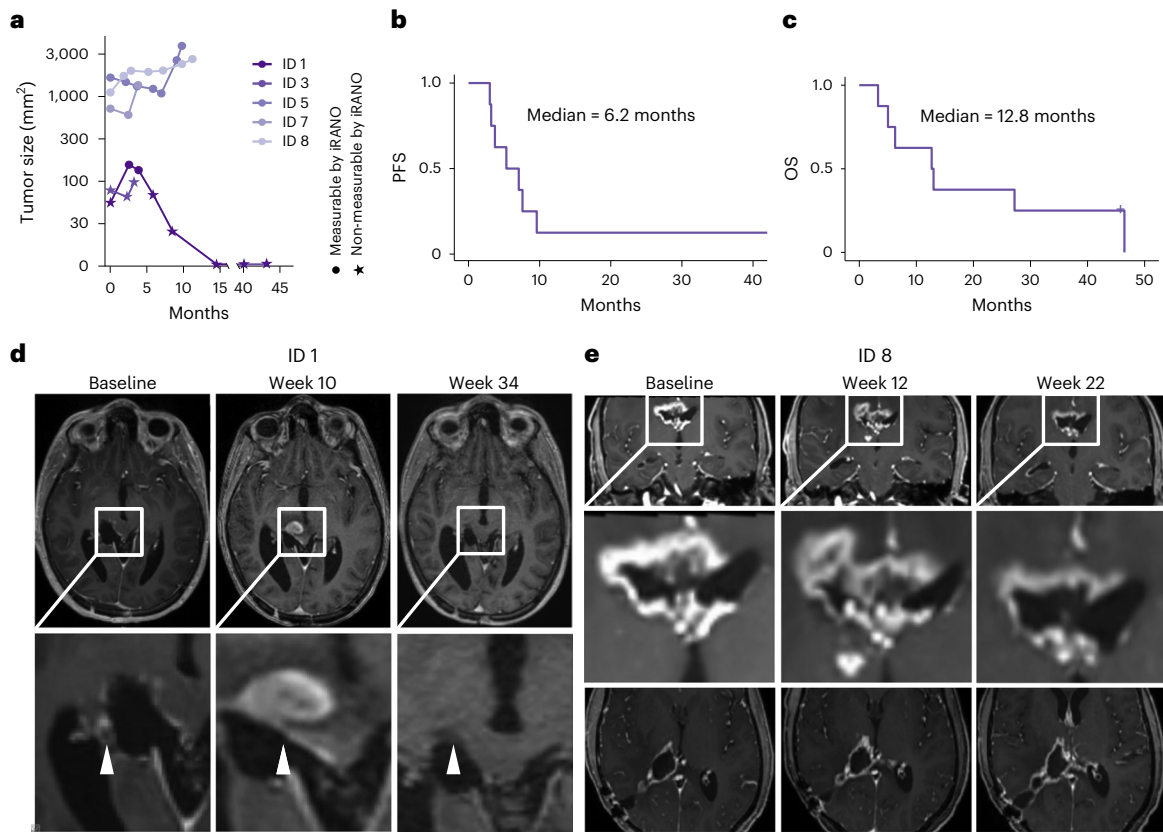 a
Tumor size (mm²)
3,000
1,000
300
100
30
0
0 5 10 15 40 45
Months
ID 1
ID 3
ID 5
ID 7
ID 8
Measurable by iRANO
Non-measurable by iRANO
b
PFS
1.0
0.5
0
Median = 6.2 months
0 10 20 30 40
Months
c
OS
1.0
0.5
0
Median = 12.8 months
0 10 20 30 40 50
Months
d
ID 1
Baseline Week 10 Week 34
e
ID 8
Baseline Week 12 Week 22